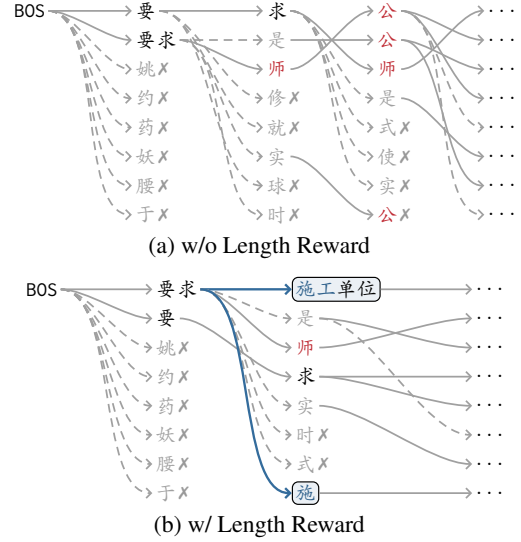 BOS 要 求 公 ···
要求 是 公 ···
姚✗ 师 师 ···
约✗ 修✗ 是 ···
药✗ 就✗ 式✗ ···
妖✗ 实 使✗ ···
腰✗ 球✗ 实✗ ···
于✗ 时✗ 公✗ ···
(a) w/o Length Reward
BOS 要求 施工单位 ···
要 是 ···
姚✗ 师 ···
约✗ 求 ···
药✗ 实 ···
妖✗ 时✗ ···
腰✗ 式✗ ···
于✗ 施 ···
(b) w/ Length Reward